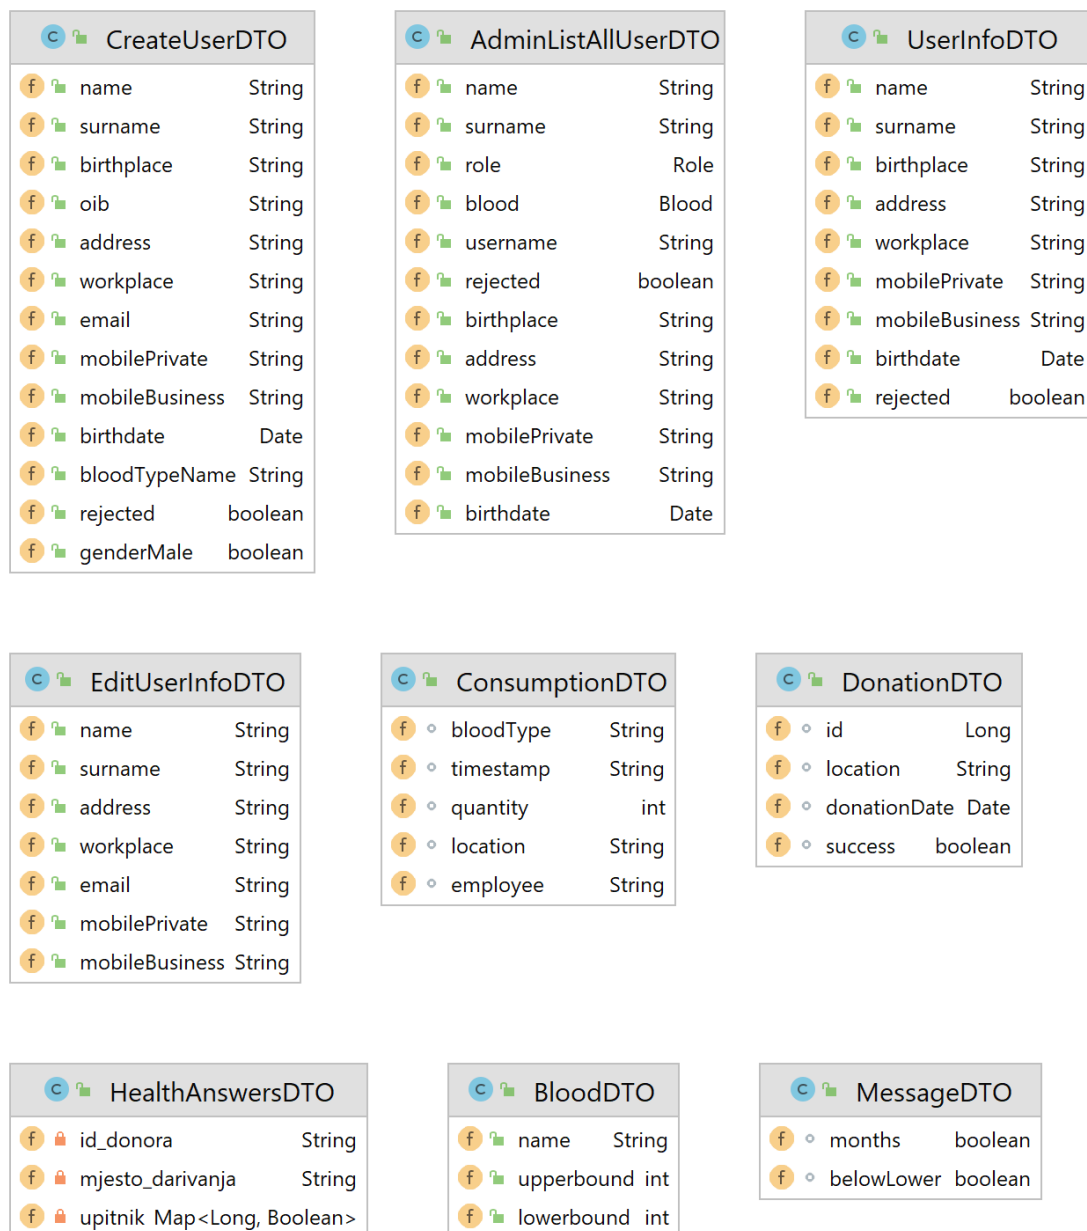 CreateUserDTO
name String
surname String
birthplace String
oib String
address String
workplace String
email String
mobilePrivate String
mobileBusiness String
birthdate Date
bloodTypeName String
rejected boolean
genderMale boolean
AdminListAllUserDTO
name String
surname String
role Role
blood Blood
username String
rejected boolean
birthplace String
address String
workplace String
mobilePrivate String
mobileBusiness String
birthdate Date
UserInfoDTO
name String
surname String
birthplace String
address String
workplace String
mobilePrivate String
mobileBusiness String
birthdate Date
rejected boolean
EditUserInfoDTO
name String
surname String
address String
workplace String
email String
mobilePrivate String
mobileBusiness String
ConsumptionDTO
bloodType String
timestamp String
quantity int
location String
employee String
DonationDTO
id Long
location String
donationDate Date
success boolean
HealthAnswersDTO
id_donora String
mjesto_darivanja String
upitnik Map<Long, Boolean>
BloodDTO
name String
upperbound int
lowerbound int
MessageDTO
months boolean
belowLower boolean